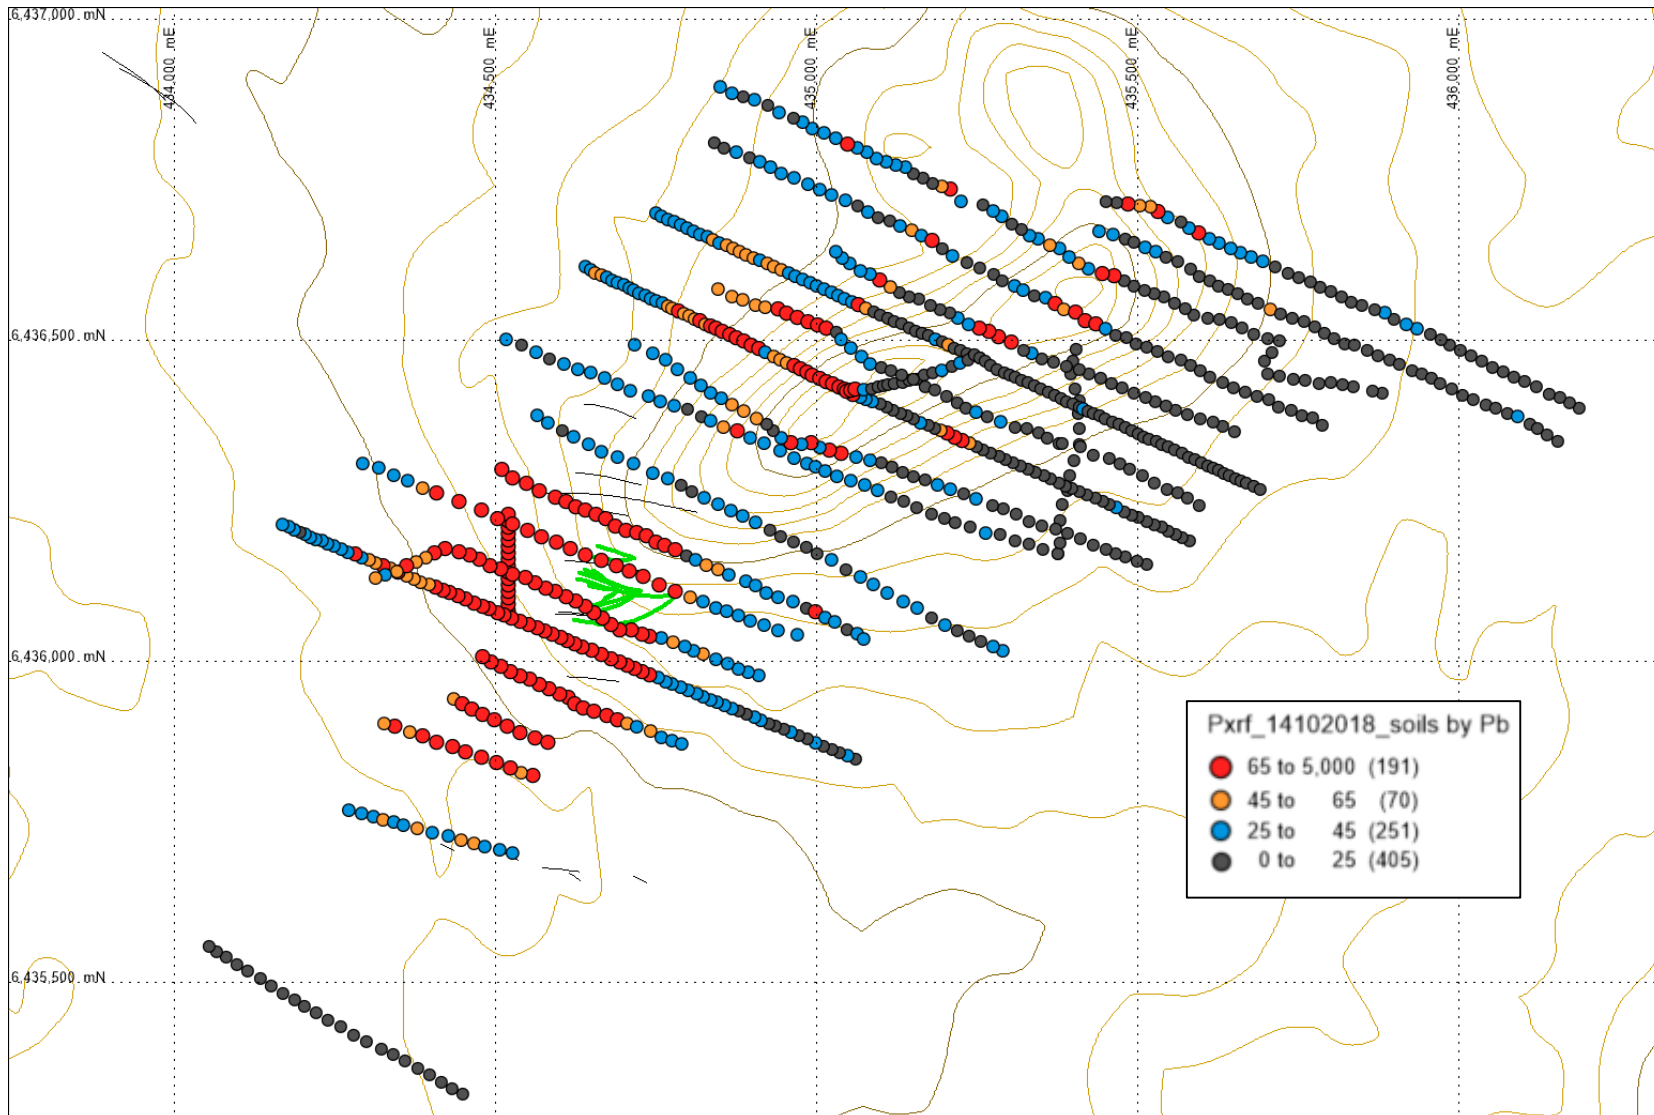 6,437,000 mN
434,000 mE
434,500 mE
435,000 mE
435,500 mE
436,000 mE
6,436,500 mN
6,436,000 mN
6,435,500 mN
Pxrf_14102018_soils by Pb
65 to 5,000 (191)
45 to 65 (70)
25 to 45 (251)
0 to 25 (405)